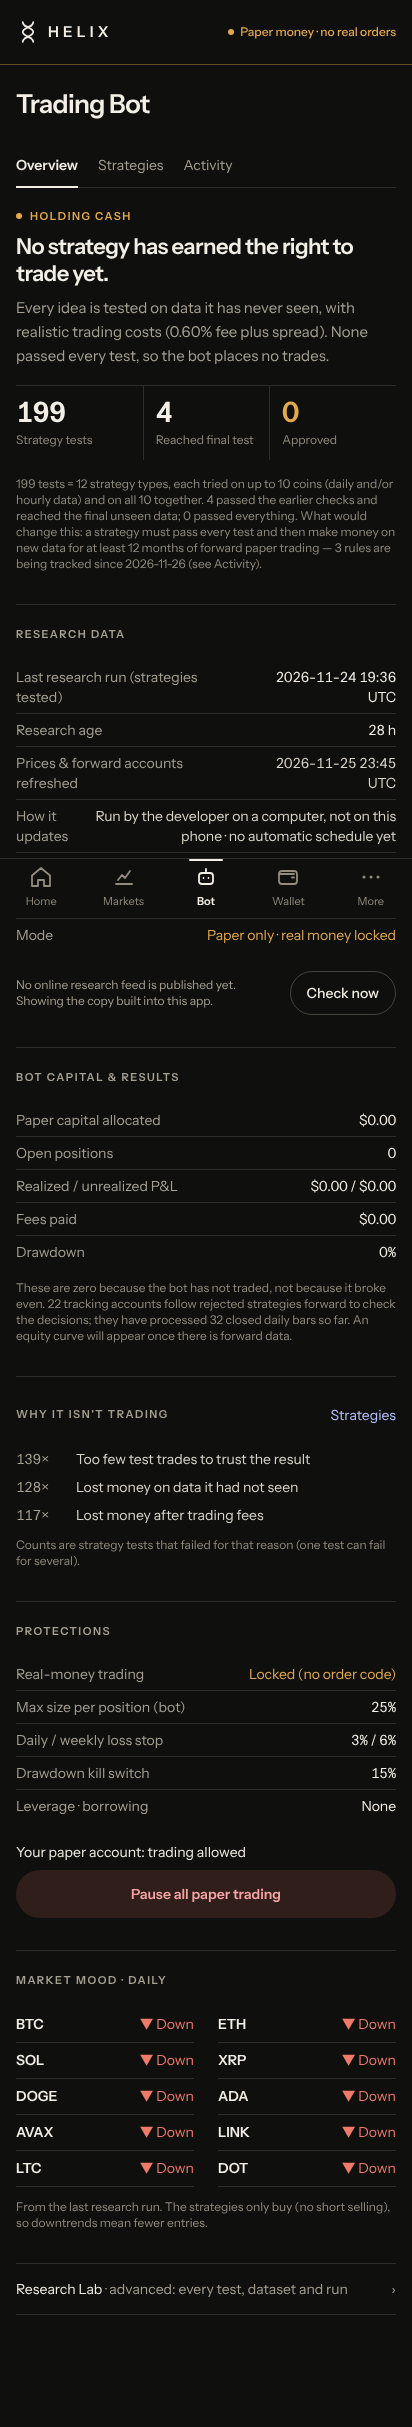 HELIX
Paper money · no real orders
Trading Bot
Overview Strategies Activity
HOLDING CASH
No strategy has earned the right to
trade yet.
Every idea is tested on data it has never seen, with
realistic trading costs (0.60% fee plus spread). None
passed every test, so the bot places no trades.
199 4 0
Strategy tests Reached final test Approved
199 tests = 12 strategy types, each tried on up to 10 coins (daily and/or
hourly data) and on all 10 together. 4 passed the earlier checks and
reached the final unseen data; 0 passed everything. What would
change this: a strategy must pass every test and then make money on
new data for at least 12 months of forward paper trading — 3 rules are
being tracked since 2026-11-26 (see Activity).
RESEARCH DATA
Last research run (strategies 2026-11-24 19:36
tested) UTC
Research age 28 h
Prices & forward accounts 2026-11-25 23:45
refreshed UTC
How it Run by the developer on a computer, not on this
updates phone · no automatic schedule yet
Home Markets Bot Wallet More
Mode Paper only · real money locked
No online research feed is published yet.
Showing the copy built into this app.
Check now
BOT CAPITAL & RESULTS
Paper capital allocated $0.00
Open positions 0
Realized / unrealized P&L $0.00 / $0.00
Fees paid $0.00
Drawdown 0%
These are zero because the bot has not traded, not because it broke
even. 22 tracking accounts follow rejected strategies forward to check
the decisions; they have processed 32 closed daily bars so far. An
equity curve will appear once there is forward data.
WHY IT ISN'T TRADING Strategies
139× Too few test trades to trust the result
128× Lost money on data it had not seen
117× Lost money after trading fees
Counts are strategy tests that failed for that reason (one test can fail
for several).
PROTECTIONS
Real-money trading Locked (no order code)
Max size per position (bot) 25%
Daily / weekly loss stop 3% / 6%
Drawdown kill switch 15%
Leverage · borrowing None
Your paper account: trading allowed
Pause all paper trading
MARKET MOOD · DAILY
BTC ▼ Down ETH ▼ Down
SOL ▼ Down XRP ▼ Down
DOGE ▼ Down ADA ▼ Down
AVAX ▼ Down LINK ▼ Down
LTC ▼ Down DOT ▼ Down
From the last research run. The strategies only buy (no short selling),
so downtrends mean fewer entries.
Research Lab · advanced: every test, dataset and run ›